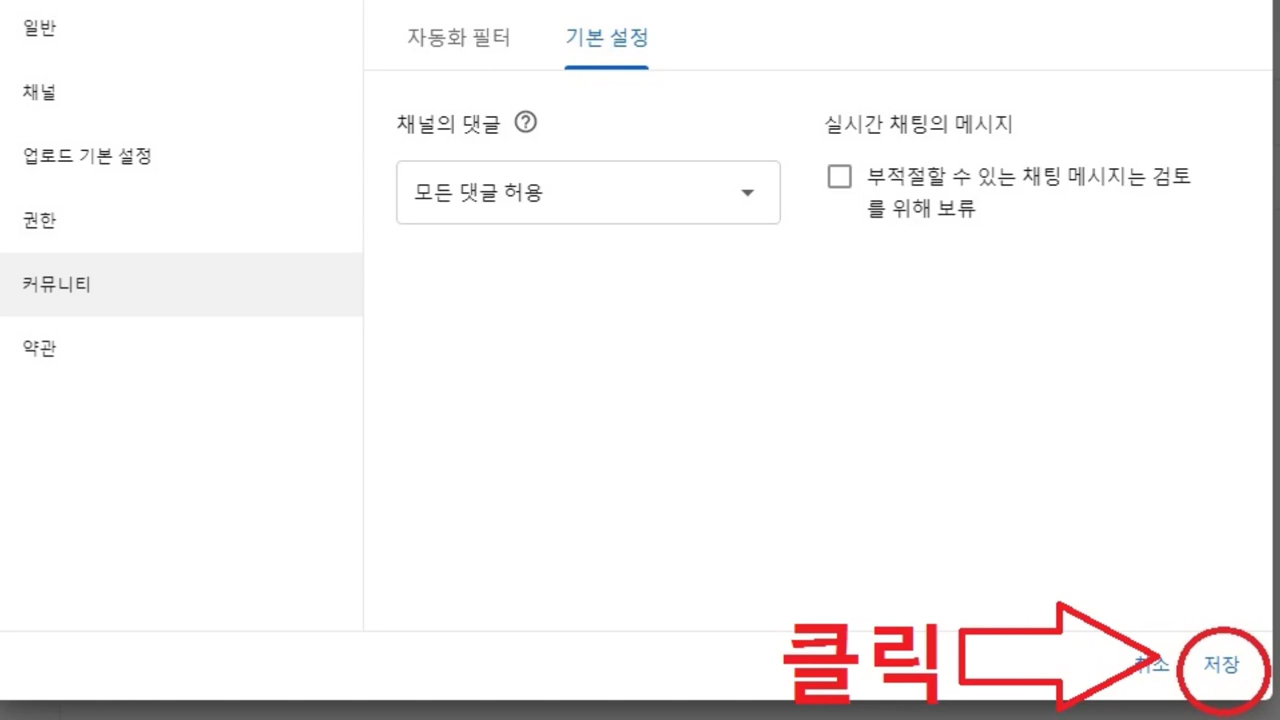 일반
채널
업로드 기본 설정
권한
커뮤니티
약관
자동화 필터
기본 설정
채널의 댓글
모든 댓글 허용
실시간 채팅의 메시지
부적절할 수 있는 채팅 메시지는 검토
를 위해 보류
클릭
취소
저장